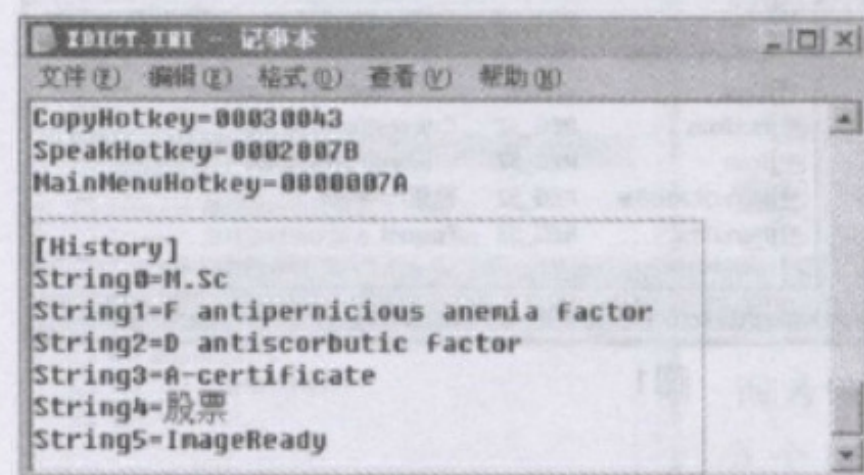 XDICT.INI - 记事本
文件(F) 编辑(E) 格式(O) 查看(V) 帮助(H)
CopyHotkey=00030043
SpeakHotkey=0002007B
MainMenuHotkey=0000007A
[History]
String0=M.Sc
String1=F antipernicious anemia factor
String2=D antiscorbutic factor
String3=A-certificate
String4=股票
String5=ImageReady